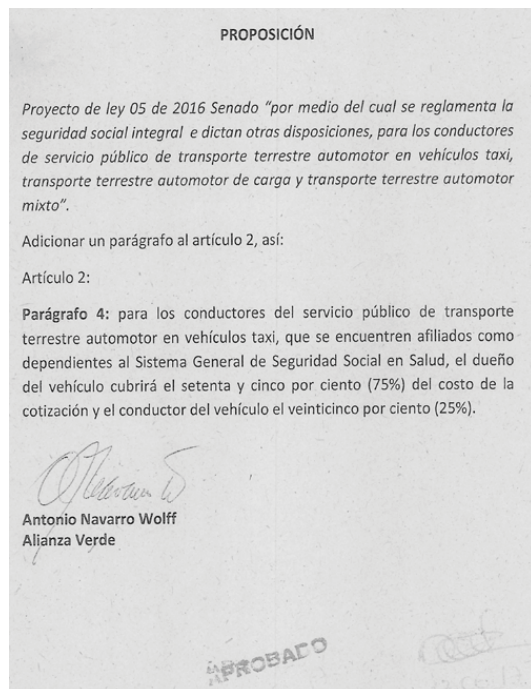 PROPOSICIÓN
Proyecto de ley 05 de 2016 Senado "por medio del cual se reglamenta la
seguridad social integral e dictan otras disposiciones, para los conductores
de servicio público de transporte terrestre automotor en vehículos taxi,
transporte terrestre automotor de carga y transporte terrestre automotor
mixto".
Adicionar un parágrafo al artículo 2, así:
Artículo 2:
Parágrafo 4: para los conductores del servicio público de transporte
terrestre automotor en vehículos taxi, que se encuentren afiliados como
dependientes al Sistema General de Seguridad Social en Salud, el dueño
del vehículo cubrirá el setenta y cinco por ciento (75%) del costo de la
cotización y el conductor del vehículo el veinticinco por ciento (25%).
Antonio Navarro Wolff
Alianza Verde
APROBADO